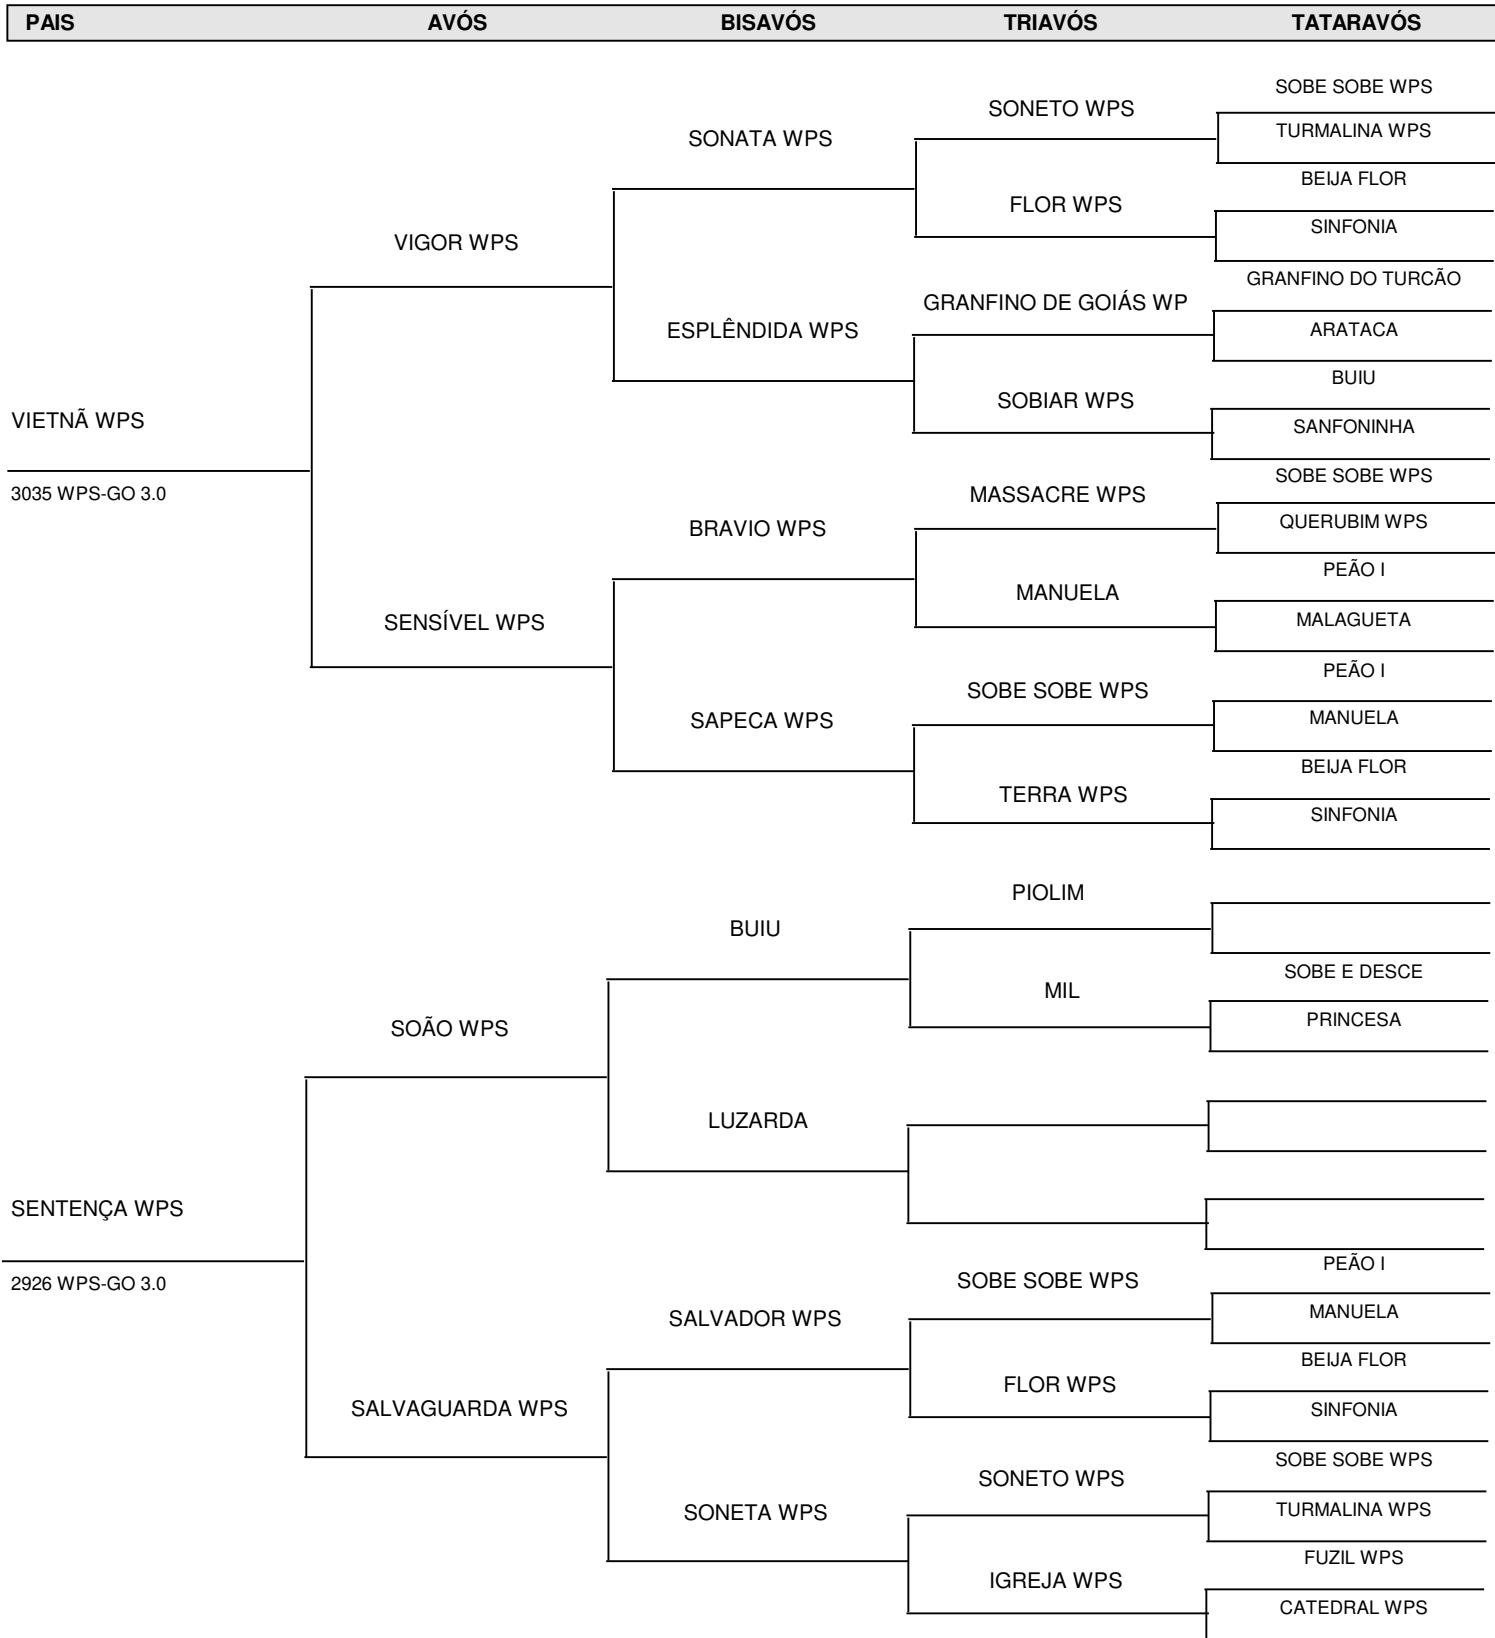 PAIS AVÓS BISAVÓS TRIAVÓS TATARAVÓS
SOBE SOBE WPS
SONETO WPS
TURMALINA WPS
SONATA WPS
BEIJA FLOR
FLOR WPS
SINFONIA
VIGOR WPS
GRANFINO DO TURCÃO
GRANFINO DE GOIÁS WP
ARATACA
ESPLÊNDIDA WPS
BUIU
SOBIAR WPS
SANFONINHA
VIETNÃ WPS
3035 WPS-GO 3.0
SOBE SOBE WPS
MASSACRE WPS
QUERUBIM WPS
BRAVIO WPS
PEÃO I
MANUELA
MALAGUETA
SENSÍVEL WPS
PEÃO I
SOBE SOBE WPS
MANUELA
SAPECA WPS
BEIJA FLOR
TERRA WPS
SINFONIA
PIOLIM
BUIU
SOBE E DESCE
MIL
PRINCESA
SOÃO WPS
LUZARDA
SENTENÇA WPS
2926 WPS-GO 3.0
PEÃO I
SOBE SOBE WPS
MANUELA
SALVADOR WPS
BEIJA FLOR
FLOR WPS
SINFONIA
SALVAGUARDA WPS
SOBE SOBE WPS
SONETO WPS
TURMALINA WPS
SONETA WPS
FUZIL WPS
IGREJA WPS
CATEDRAL WPS